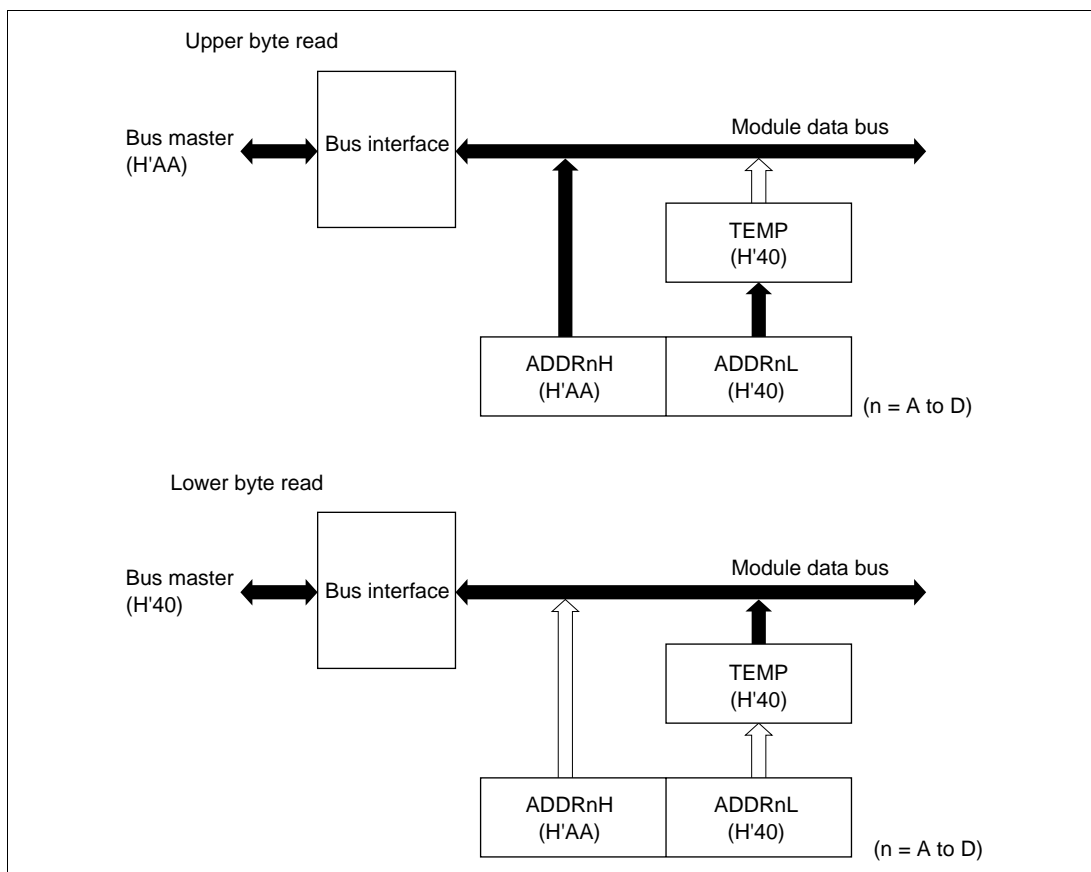 Upper byte read
Bus master
(H'AA)
Bus interface
Module data bus
TEMP
(H'40)
ADDRnH
(H'AA)
ADDRnL
(H'40)
(n = A to D)
Lower byte read
Bus master
(H'40)
Bus interface
Module data bus
TEMP
(H'40)
ADDRnH
(H'AA)
ADDRnL
(H'40)
(n = A to D)